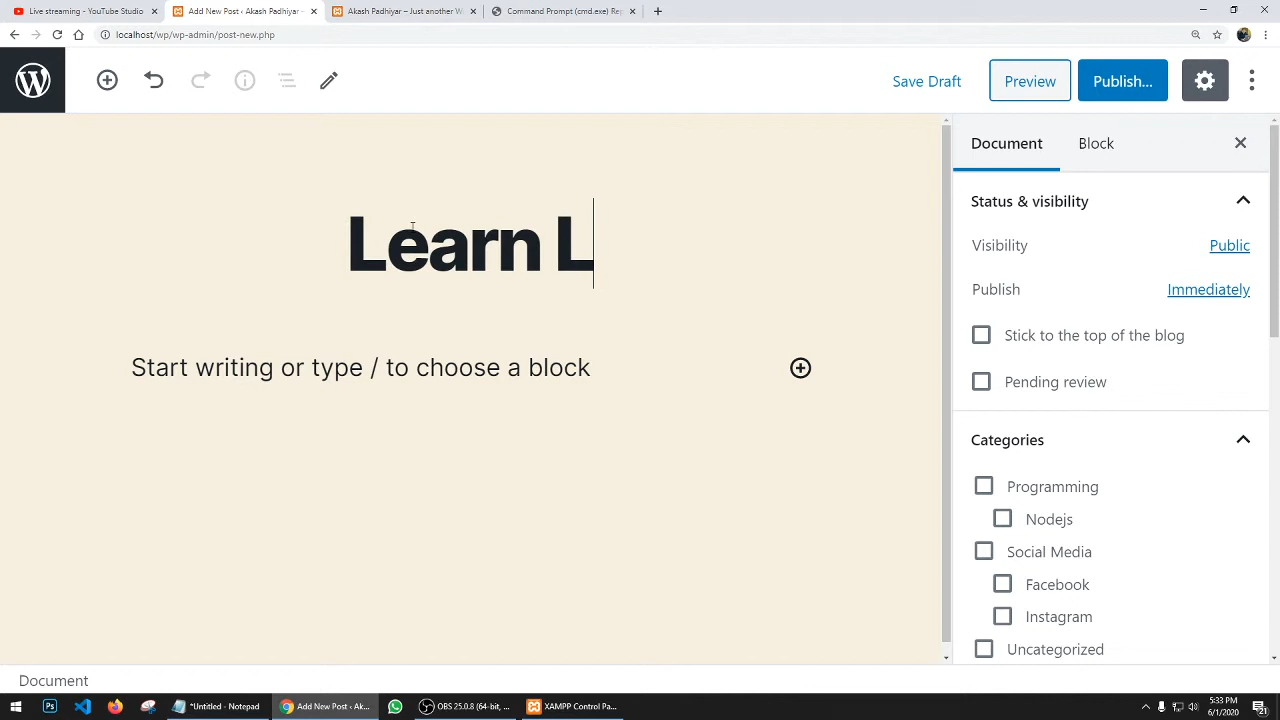 Live streaming - YouTube Studio
Add New Post ‹ Akash Padhiyar —
Akash Padhiyar – Just another W
Command Prompt (cmd.exe) Rep
localhost/wp/wp-admin/post-new.php
Save Draft
Preview
Publish...
Document
Block
Learn L
Start writing or type / to choose a block
Status & visibility
Visibility
Public
Publish
Immediately
Stick to the top of the blog
Pending review
Categories
Programming
Nodejs
Social Media
Facebook
Instagram
Uncategorized
Document
*Untitled - Notepad
Add New Post ‹ Ak...
OBS 25.0.8 (64-bit, ...
XAMPP Control Pa...
5:33 PM
6/1/2020